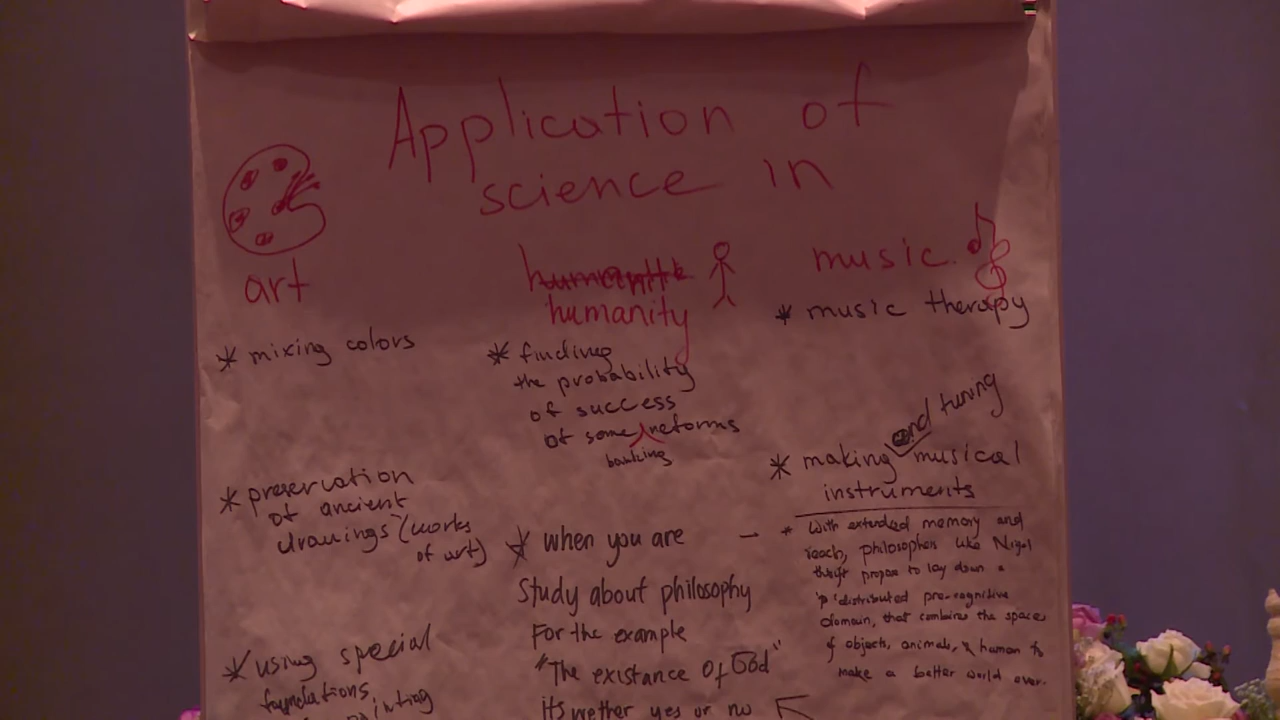 Application of
science in
art
* mixing colors
* preservation
of ancient
drawings (works
of art)
* using special
foundations
humanity
* finding
the probability
of success
of some reforms
banking
* when you are
Study about philosophy
For the example
"The existance of God"
its wether yes or no
music
* music therapy
and tuning
* making musical
instruments
* With extended memory and
reach, philosophers like Nigel
thrift propose to lay down a
distributed pre-cognitive
domain, that combines the spaces
of objects, animals, & human to
make a better world over.